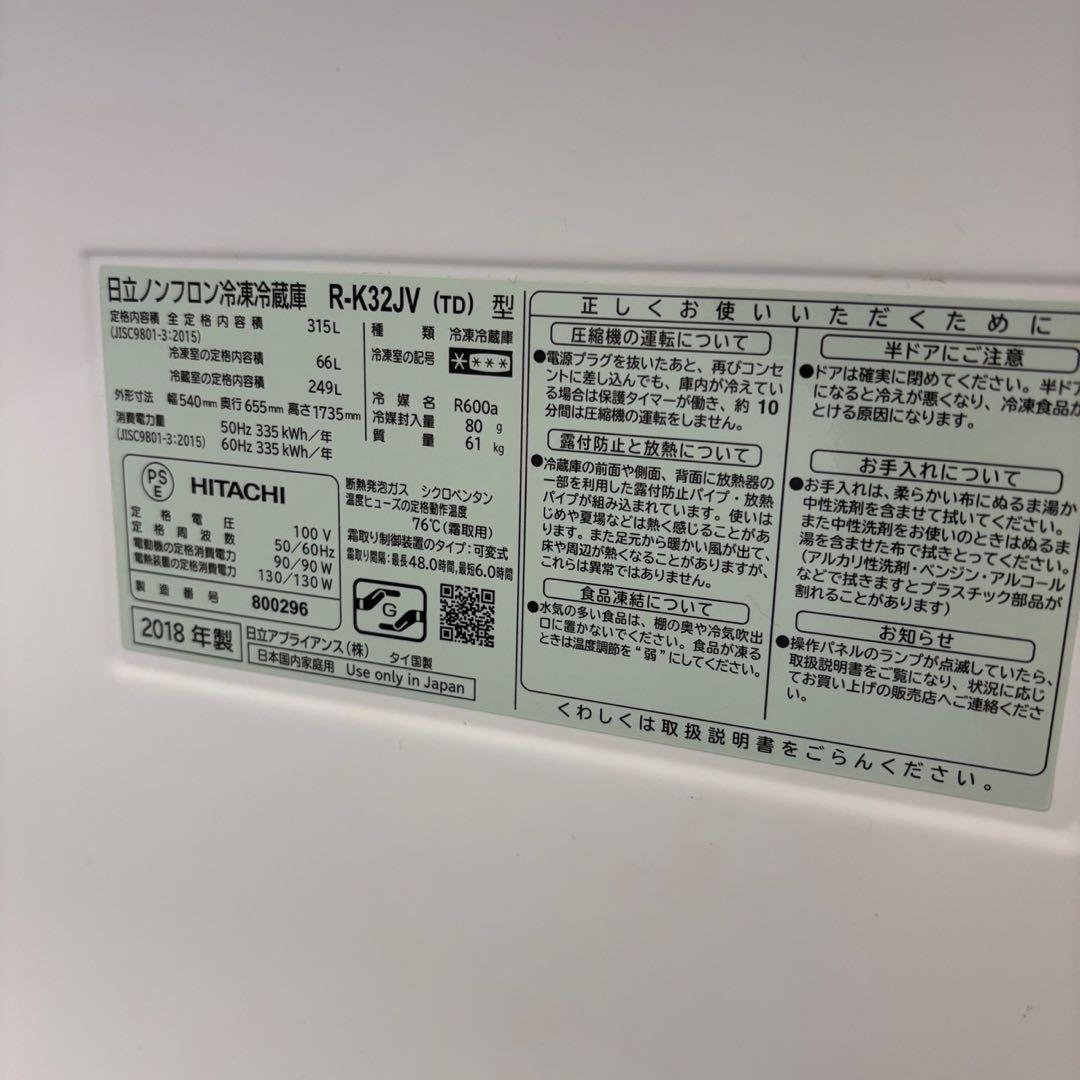 日立ノンフロン冷凍冷蔵庫 R-K32JV (TD) 型
定格内容積 全定格内容積 315L
(JISC9801-3:2015)
冷凍室の定格内容積 66L
冷蔵室の定格内容積 249L
外形寸法 幅540mm 奥行655mm 高さ1735mm
消費電力量 50Hz 335kWh/年
(JISC9801-3:2015) 60Hz 335kWh/年
種類 冷凍冷蔵庫
冷凍室の記号 ****
冷媒名 R600a
冷媒封入量 80g
質量 61kg
PS
E
HITACHI
定格電圧 100V
定格周波数 50/60Hz
電動機の定格消費電力 90/90W
電熱装置の定格消費電力 130/130W
製造番号 800296
断熱発泡ガス シクロペンタン
温度ヒューズの定格動作温度
76℃(霜取用)
霜取り制御装置のタイプ:可変式
霜取り間隔:最長48.0時間,最短6.0時間
G
2018年製
日立アプライアンス(株) タイ国製
日本国内家庭用 Use only in Japan
正しくお使いいただくために
圧縮機の運転について
●電源プラグを抜いたあと、再びコンセ
ントに差し込んでも、庫内が冷えてい
る場合は保護タイマーが働き、約10
分間は圧縮機の運転をしません。
露付防止と放熱について
●冷蔵庫の前面や側面、背面に放熱器の
一部を利用した露付防止パイプ・放熱
パイプが組み込まれています。使いは
じめや夏場などは熱く感じることがあ
ります。また足元から暖かい風が出て、
床や周辺が熱くなることがありますが、
これらは異常ではありません。
食品凍結について
●水気の多い食品は、棚の奥や冷気吹出
口に置かないでください。食品が凍る
ときは温度調節を“弱”にしてください。
半ドアにご注意
●ドアは確実に閉めてください。半ドア
になると冷えが悪くなり、冷凍食品が
とける原因になります。
お手入れについて
●お手入れは、柔らかい布にぬるま湯か
中性洗剤を含ませて拭いてください。
また中性洗剤をお使いのときはぬるま
湯を含ませた布で拭きとってください。
(アルカリ性洗剤・ベンジン・アルコール
などで拭きますとプラスチック部品が
割れることがあります)
お知らせ
●操作パネルのランプが点滅していたら、
取扱説明書をご覧になり、状況に応じ
てお買い上げの販売店へご連絡くださ
い。
くわしくは取扱説明書をごらんください。